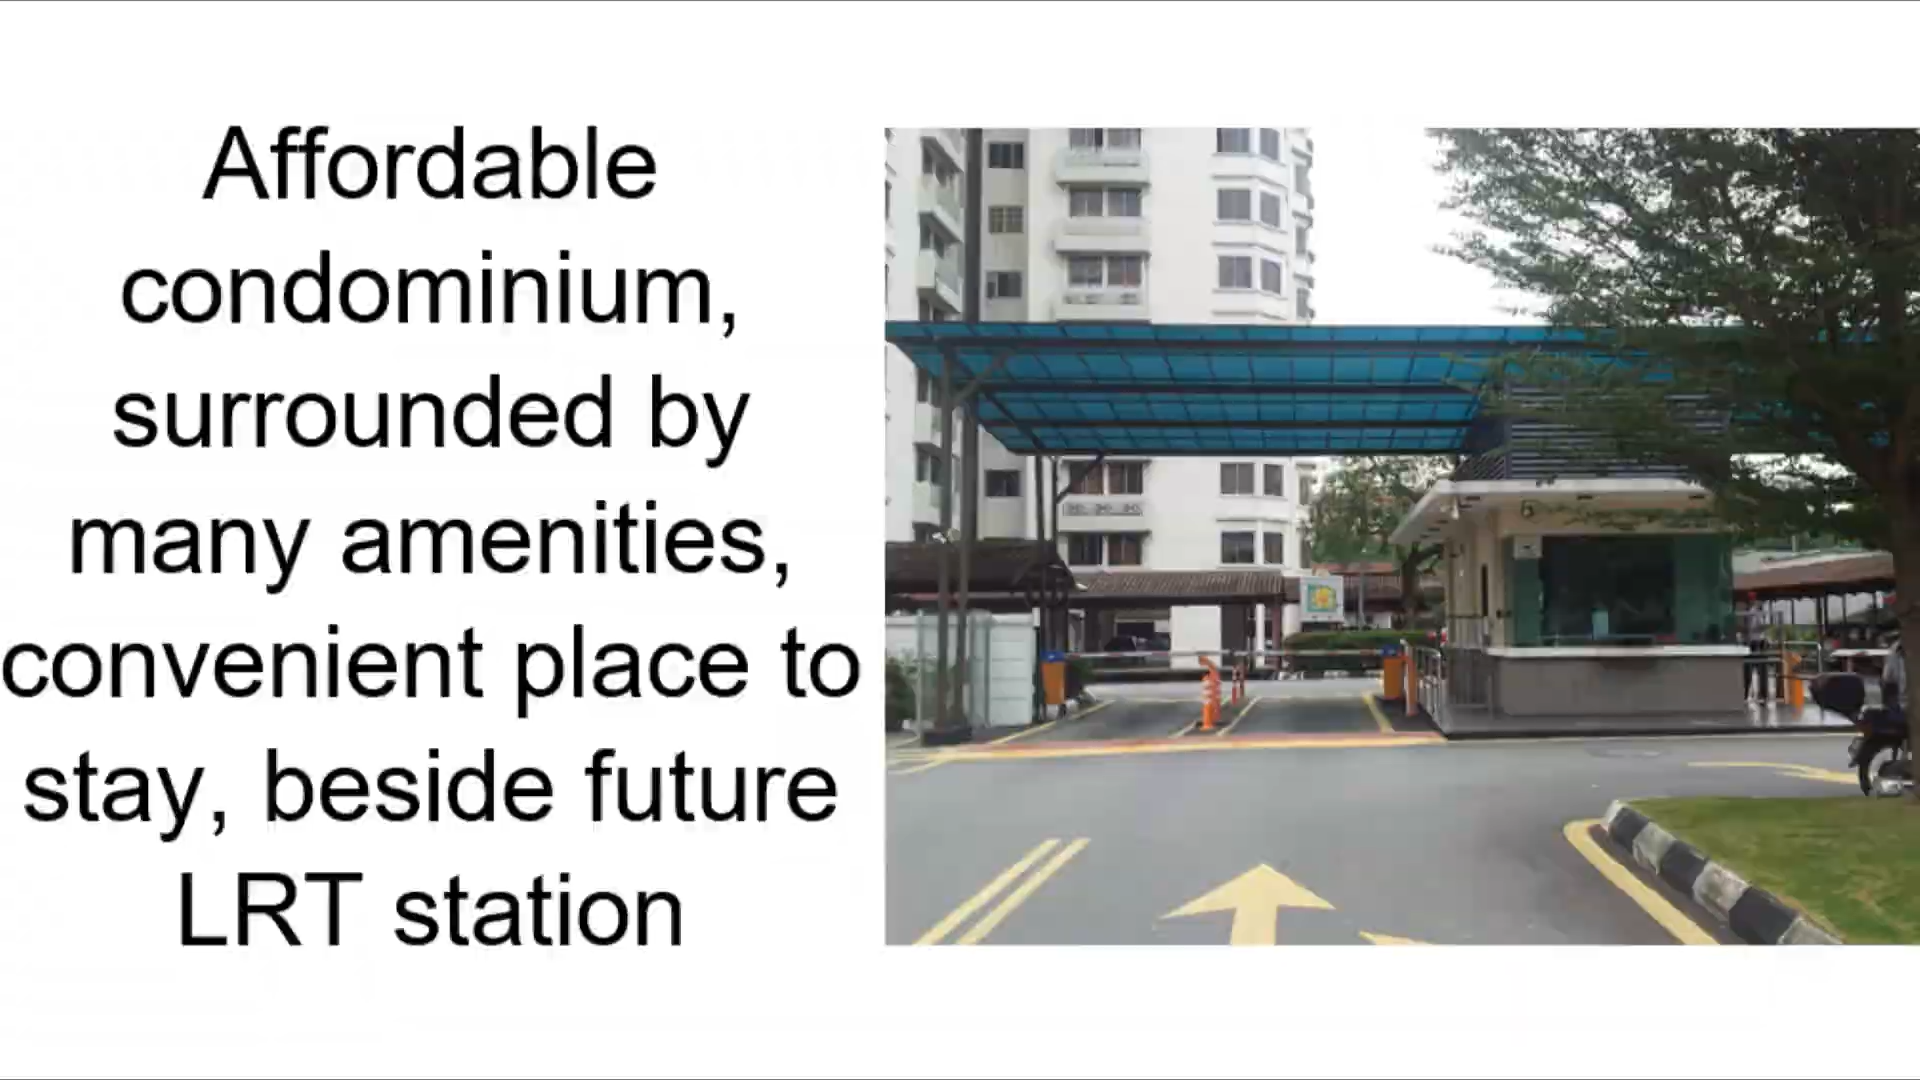 Affordable
condominium,
surrounded by
many amenities,
convenient place to
stay, beside future
LRT station